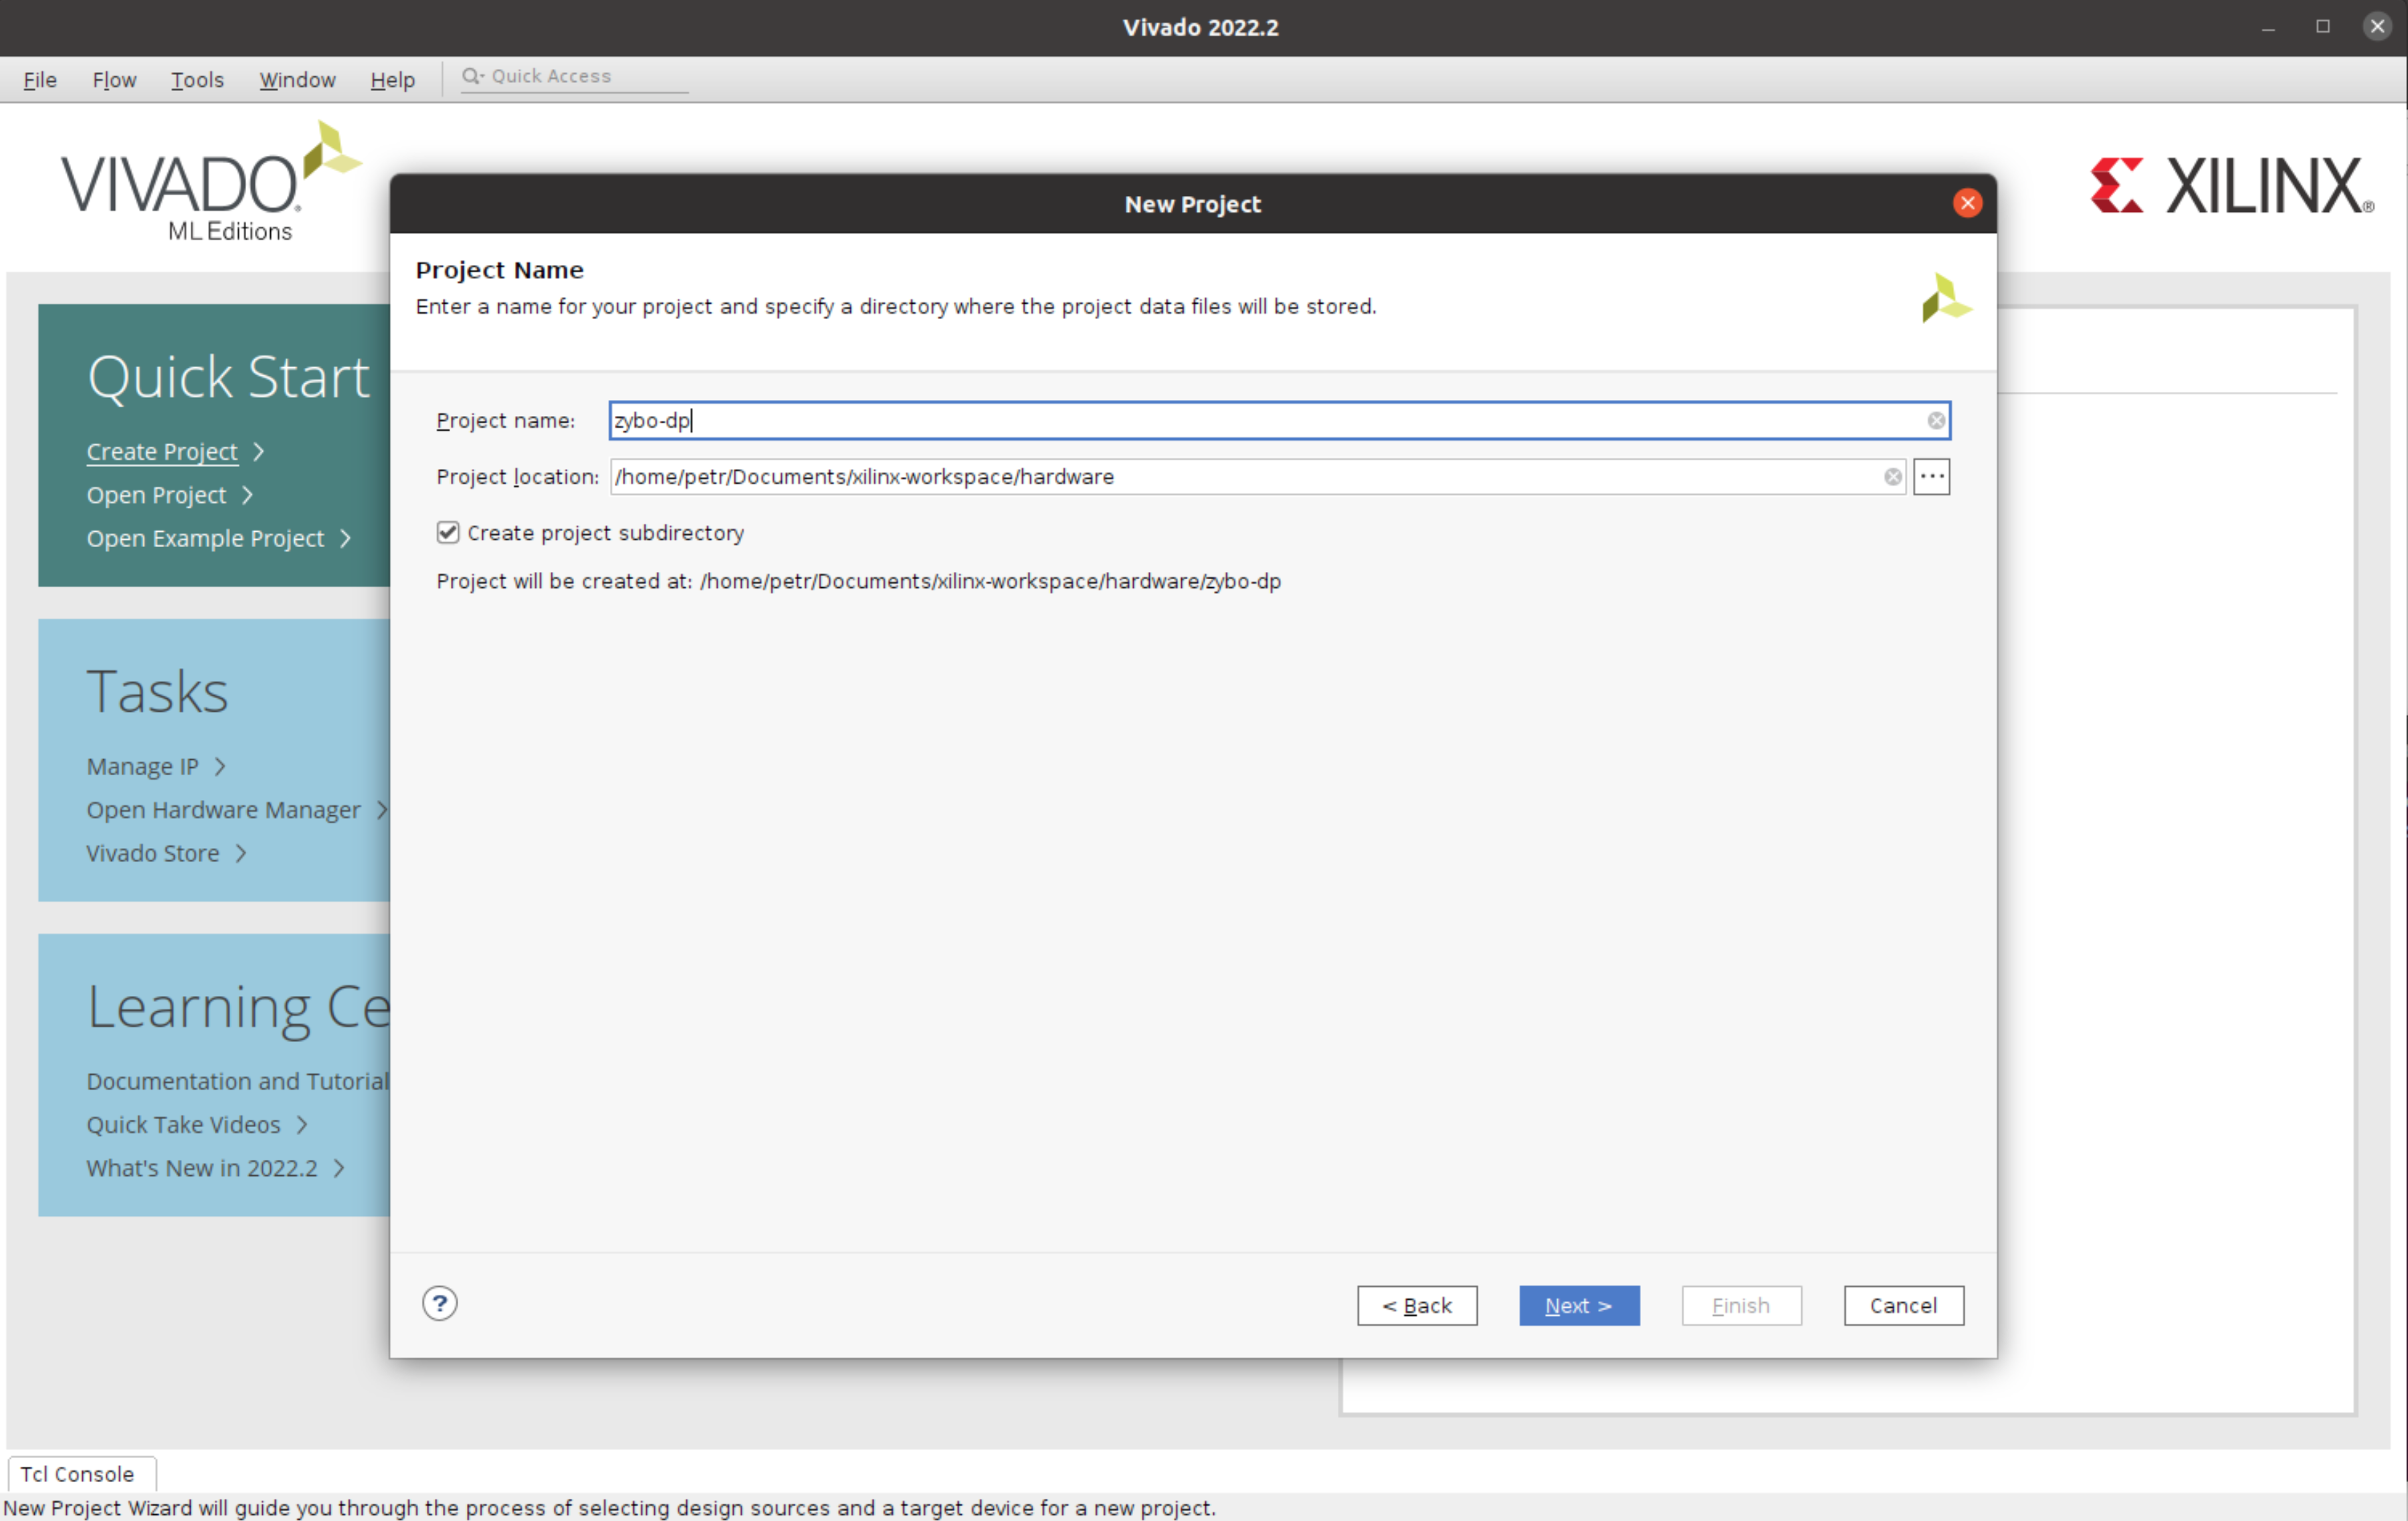 Vivado 2022.2
File Flow Tools Window Help Quick Access
VIVADO.
ML Editions
XILINX®
New Project
Project Name
Enter a name for your project and specify a directory where the project data files will be stored.
Quick Start
Create Project >
Open Project >
Open Example Project >
Project name: zybo-dp
Project location: /home/petr/Documents/xilinx-workspace/hardware ...
Create project subdirectory
Project will be created at: /home/petr/Documents/xilinx-workspace/hardware/zybo-dp
Tasks
Manage IP >
Open Hardware Manager >
Vivado Store >
Learning Ce
Documentation and Tutorial
Quick Take Videos >
What's New in 2022.2 >
? < Back Next > Finish Cancel
Tcl Console
New Project Wizard will guide you through the process of selecting design sources and a target device for a new project.